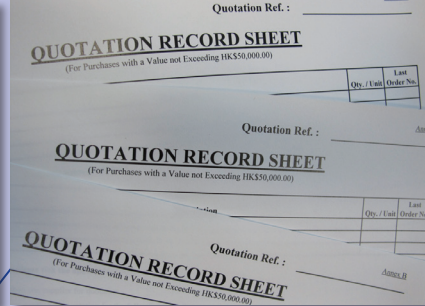 Quotation Ref. :
QUOTATION RECORD SHEET
(For Purchases with a Value not Exceeding HK$50,000.00)
Qty. / Unit
Last
Order No.
Quotation Ref. :
QUOTATION RECORD SHEET
(For Purchases with a Value not Exceeding HK$50,000.00)
Qty. / Unit
Last
Quotation Ref. :
Annex B
QUOTATION RECORD SHEET
(For Purchases with a Value not Exceeding HK$50,000.00)